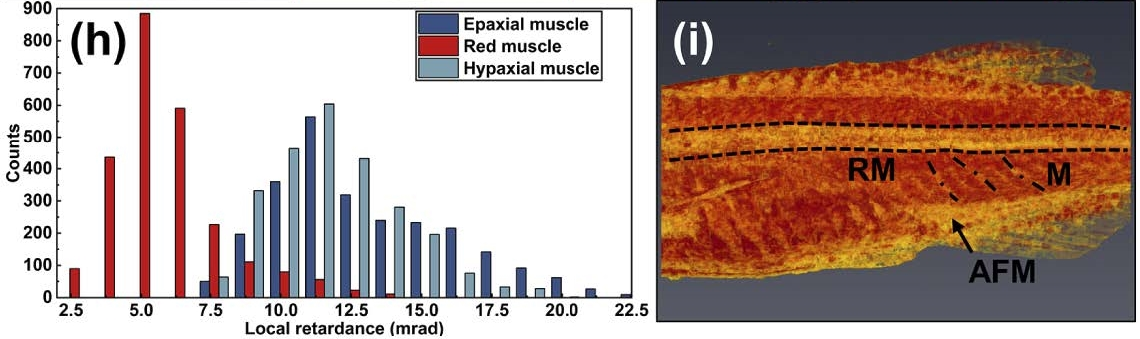 (h)
Epaxial muscle
Red muscle
Hypaxial muscle
Counts
900
800
700
600
500
400
300
200
100
0
2.5 5.0 7.5 10.0 12.5 15.0 17.5 20.0 22.5
Local retardance (mrad)
(i)
RM
M
AFM